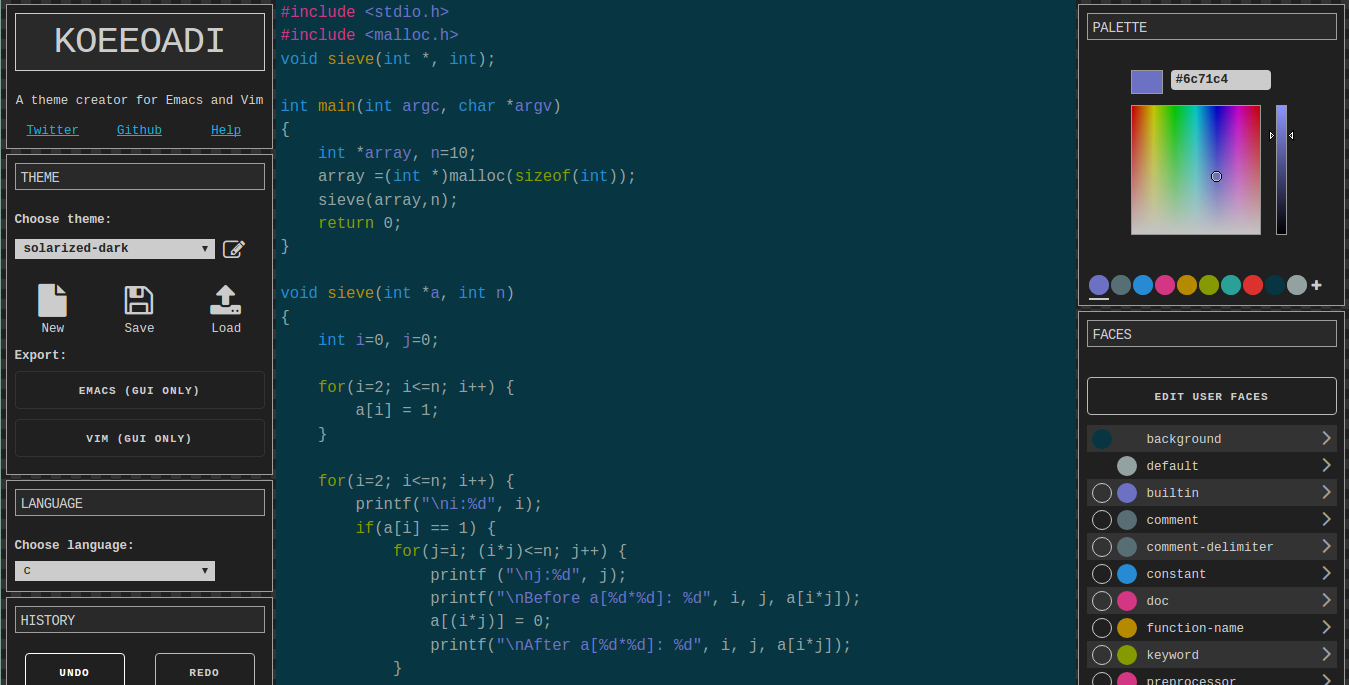 KOEEOADI
A theme creator for Emacs and Vim
Twitter Github Help
THEME
Choose theme:
solarized-dark
New Save Load
Export:
EMACS (GUI ONLY)
VIM (GUI ONLY)
LANGUAGE
Choose language:
c
HISTORY
UNDO REDO
#include <stdio.h>
#include <malloc.h>
void sieve(int *, int);
int main(int argc, char *argv)
{
    int *array, n=10;
    array =(int *)malloc(sizeof(int));
    sieve(array,n);
    return 0;
}
void sieve(int *a, int n)
{
    int i=0, j=0;
    for(i=2; i<=n; i++) {
        a[i] = 1;
    }
    for(i=2; i<=n; i++) {
        printf("\ni:%d", i);
        if(a[i] == 1) {
            for(j=i; (i*j)<=n; j++) {
                printf ("\nj:%d", j);
                printf("\nBefore a[%d*%d]: %d", i, j, a[i*j]);
                a[(i*j)] = 0;
                printf("\nAfter a[%d*%d]: %d", i, j, a[i*j]);
            }
PALETTE
#6c71c4
FACES
EDIT USER FACES
background
default
builtin
comment
comment-delimiter
constant
doc
function-name
keyword
preprocessor